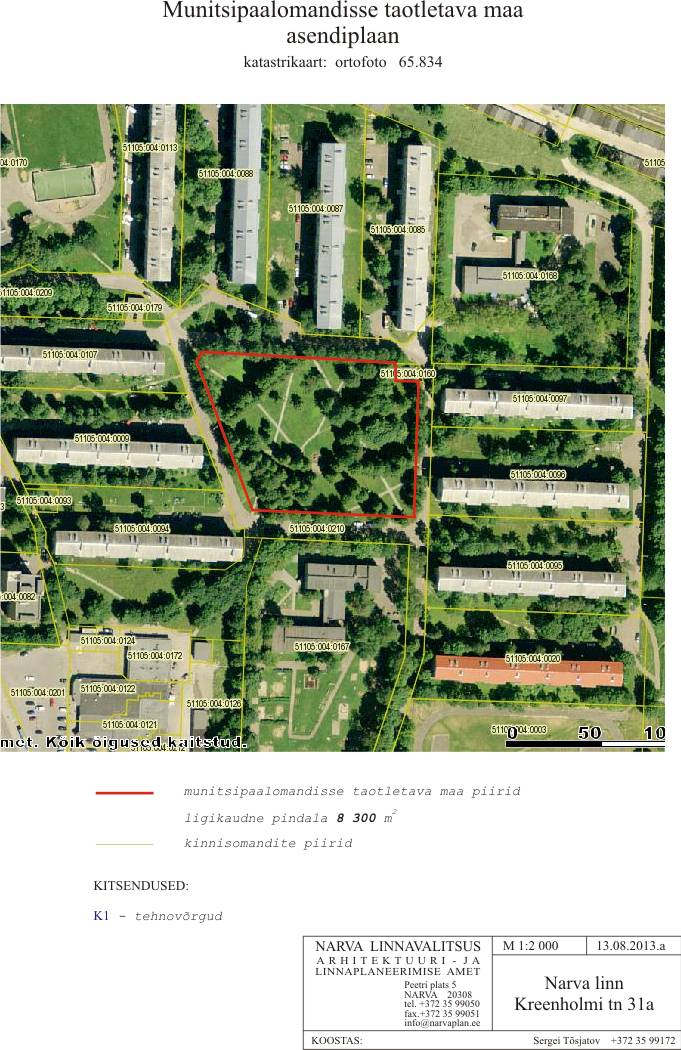 Munitsipaalomandisse taotletava maa
asendiplaan
katastrikaart: ortofoto 65.834
51105:004:0113
04:0170
51105:004:0088
51105
51105:004:0087
51105:004:0085
51105:004:0168
51105:004:0209
51105:004:0179
51105:004:0107
51105:004:0160
51105:004:0097
51105:004:0009
51105:004:0096
51105:004:0093
3
51105:004:0094
51105:004:0210
51105:004:0095
:004:0082
51105:004:0124
51105:004:0172
51105:004:0167
51105:004:0020
51105:004:0201
51105:004:0122
51105:004:0126
51105:004:0121
51105:004:0003
met. Kõik õigused kaitstud.
0 50 10
munitsipaalomandisse taotletava maa piirid
ligikaudne pindala 8 300 m²
kinnisomandite piirid
KITSENDUSED:
K1 - tehnovõrgud
NARVA LINNAVALITSUS
ARHITEKTUURI - JA
LINNAPLANEERIMISE AMET
Peetri plats 5
NARVA 20308
tel. +372 35 99050
fax.+372 35 99051
info@narvaplan.ee
M 1:2 000
13.08.2013.a
Narva linn
Kreenholmi tn 31a
KOOSTAS:
Sergei Tõsjatov +372 35 99172